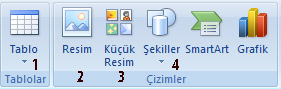 Tablo
Resim
Küçük
Resim
Şekiller
SmartArt
Grafik
1
2
3
4
Tablolar
Çizimler